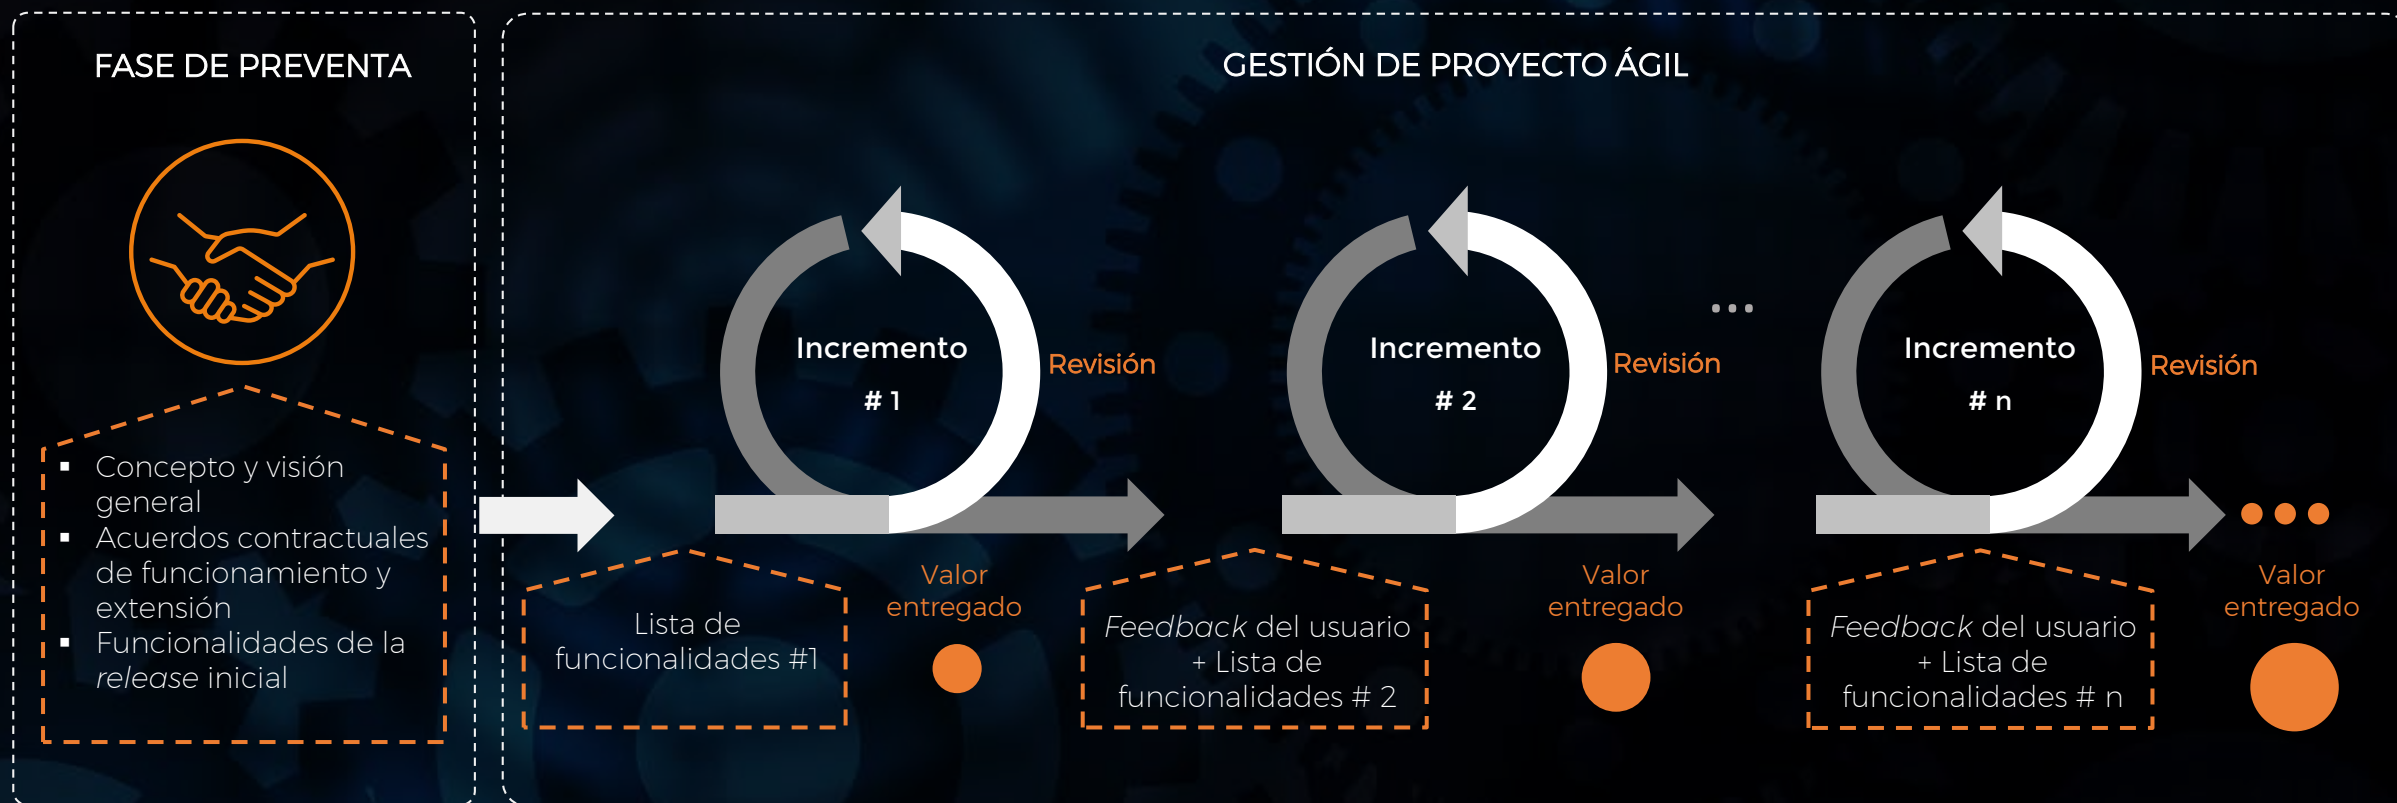 FASE DE PREVENTA
▪ Concepto y visión
general
▪ Acuerdos contractuales
de funcionamiento y
extensión
▪ Funcionalidades de la
release inicial
GESTIÓN DE PROYECTO ÁGIL
Incremento
# 1
Revisión
Lista de
funcionalidades #1
Valor
entregado
Incremento
# 2
Revisión
Feedback del usuario
+ Lista de
funcionalidades # 2
Valor
entregado
...
Incremento
# n
Revisión
Feedback del usuario
+ Lista de
funcionalidades # n
Valor
entregado